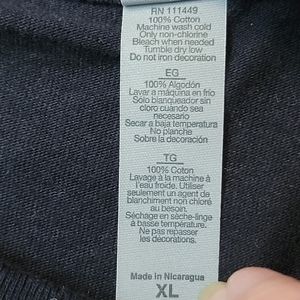 RN 111449
100% Cotton
Machine wash cold
Only non-chlorine
Bleach when needed
Tumble dry low
Do not iron decoration
EG
100% Algodón
Lavar a máquina en frío
Sólo blanqueador sin
cloro cuando sea
necesario
Secar a baja temperatura
No planche
Sobre la decoración
TG
100% Coton
Lavage à la machine à
l'eau froide. Utiliser
seulement un agent de
blanchiment non chloré
au besoin.
Séchage en sèche-linge
à basse température.
Ne pas repasser
les decorations.
Made in Nicaragua
XL